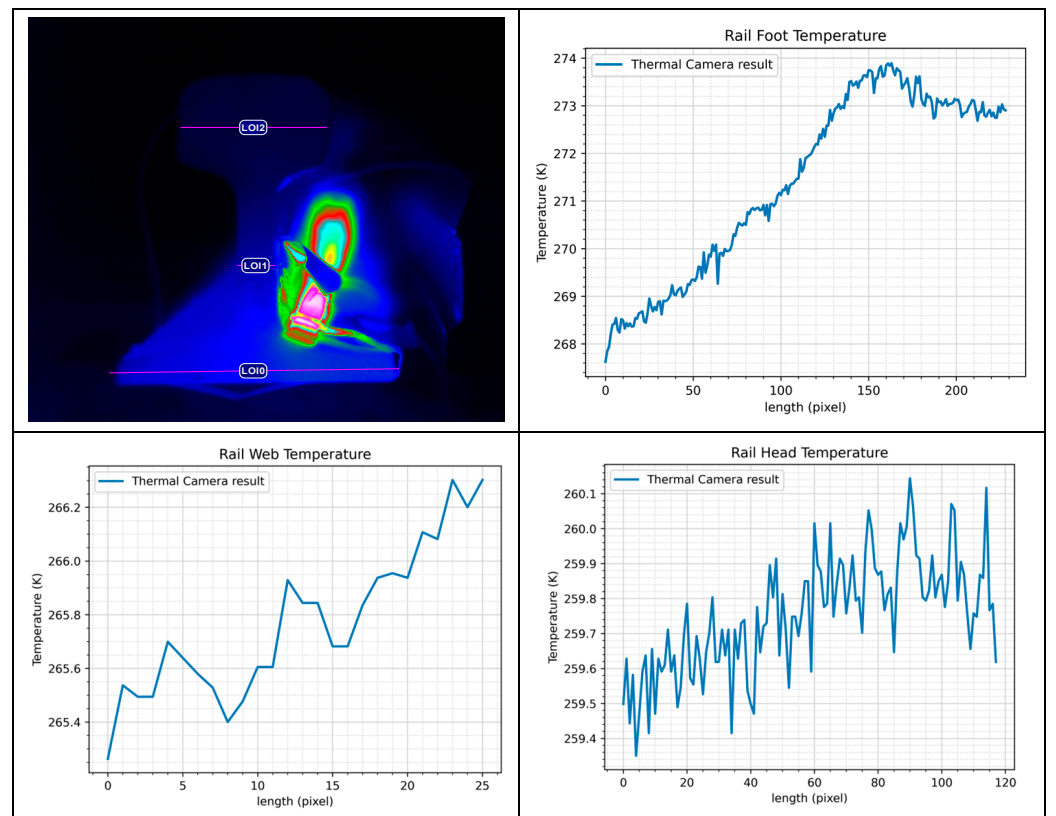 LOI2
LOI1
LOI0
Rail Foot Temperature
Thermal Camera result
274
273
272
271
270
269
268
Temperature (K)
0 50 100 150 200
length (pixel)
Rail Web Temperature
Thermal Camera result
266.2
266.0
265.8
265.6
265.4
Temperature (K)
0 5 10 15 20 25
length (pixel)
Rail Head Temperature
Thermal Camera result
260.1
260.0
259.9
259.8
259.7
259.6
259.5
259.4
Temperature (K)
0 20 40 60 80 100 120
length (pixel)